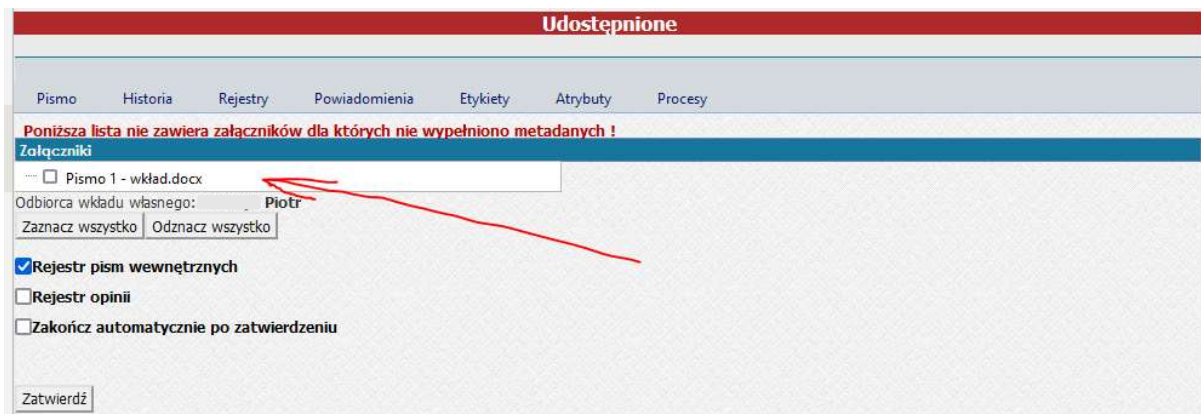 Udostępnione
Pismo Historia Rejestry Powiadomienia Etykiety Atrybuty Procesy
Poniższa lista nie zawiera załączników dla których nie wypełniono metadanych !
Załączniki
Pismo 1 - wkład.docx
Odbiorca wkładu własnego: Piotr
Zaznacz wszystko Odznacz wszystko
Rejestr pism wewnętrznych
Rejestr opinii
Zakończ automatycznie po zatwierdzeniu
Zatwierdź